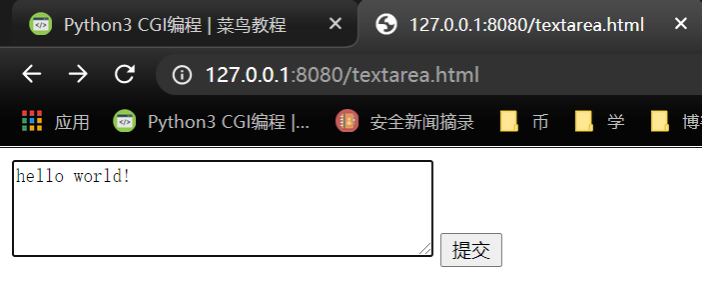 Python3 CGI编程 | 菜鸟教程
127.0.0.1:8080/textarea.html
127.0.0.1:8080/textarea.html
应用 Python3 CGI编程 |... 安全新闻摘录 币 学 博
hello world!
提交